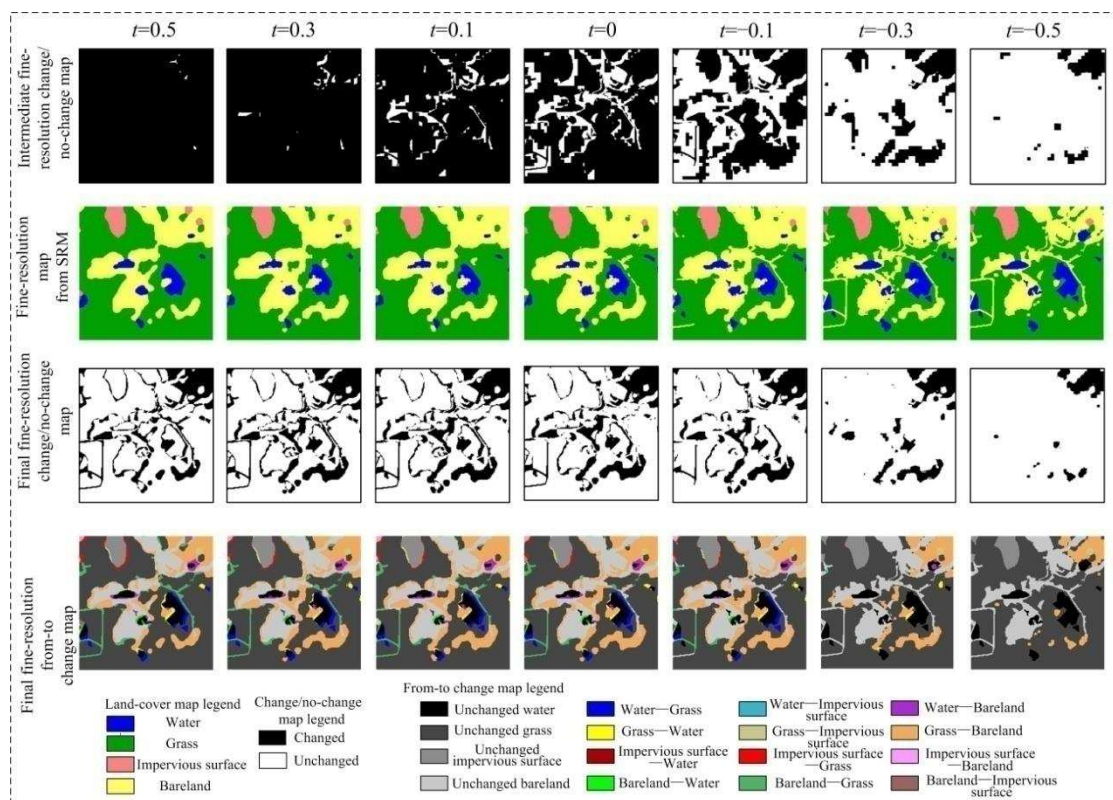 t=0.5 t=0.3 t=0.1 t=0 t=−0.1 t=−0.3 t=−0.5
Intermediate fine-
resolution change/
no-change map
Fine-resolution
map
from SRM
Final fine-resolution
change/no-change
map
Final fine-resolution
from-to
change map
Land-cover map legend
Water
Grass
Impervious surface
Bareland
Change/no-change
map legend
Changed
Unchanged
From-to change map legend
Unchanged water
Unchanged grass
Unchanged
impervious surface
Unchanged bareland
Water—Grass
Grass—Water
Impervious surface
—Water
Bareland—Water
Water—Impervious
surface
Grass—Impervious
surface
Impervious surface
—Grass
Bareland—Grass
Water—Bareland
Grass—Bareland
Impervious surface
—Bareland
Bareland—Impervious
surface